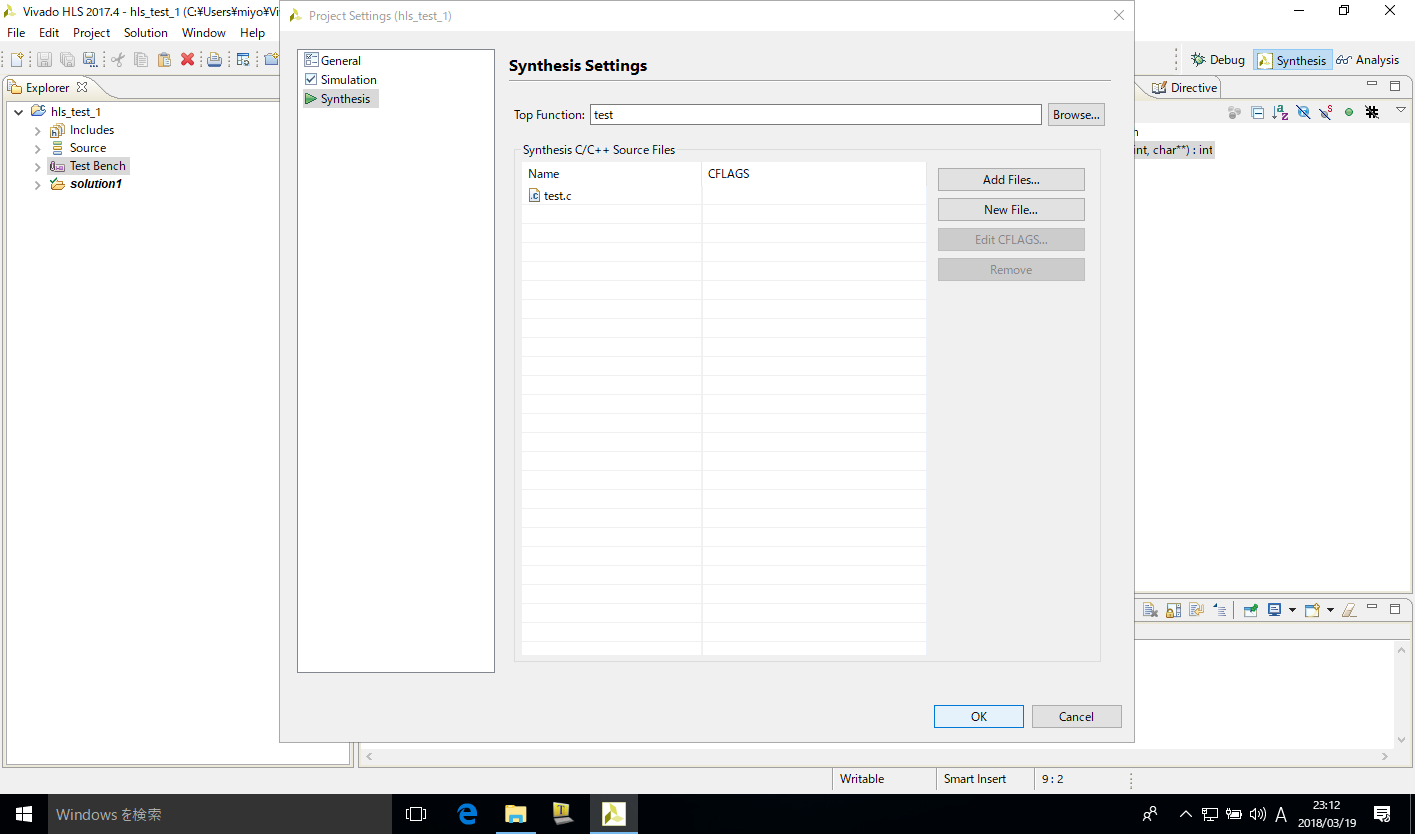 Vivado HLS 2017.4 - hls_test_1 (C:¥Users¥miyo¥Vi
Project Settings (hls_test_1)
File Edit Project Solution Window Help
General
Simulation
Synthesis
Synthesis Settings
Debug Synthesis Analysis
Explorer
Directive
hls_test_1
Includes
Source
Test Bench
solution1
Top Function: test Browse...
int, char**) : int
Synthesis C/C++ Source Files
Name CFLAGS
test.c
Add Files...
New File...
Edit CFLAGS...
Remove
OK Cancel
Writable Smart Insert 9 : 2
Windows を検索
A 23:12
2018/03/19